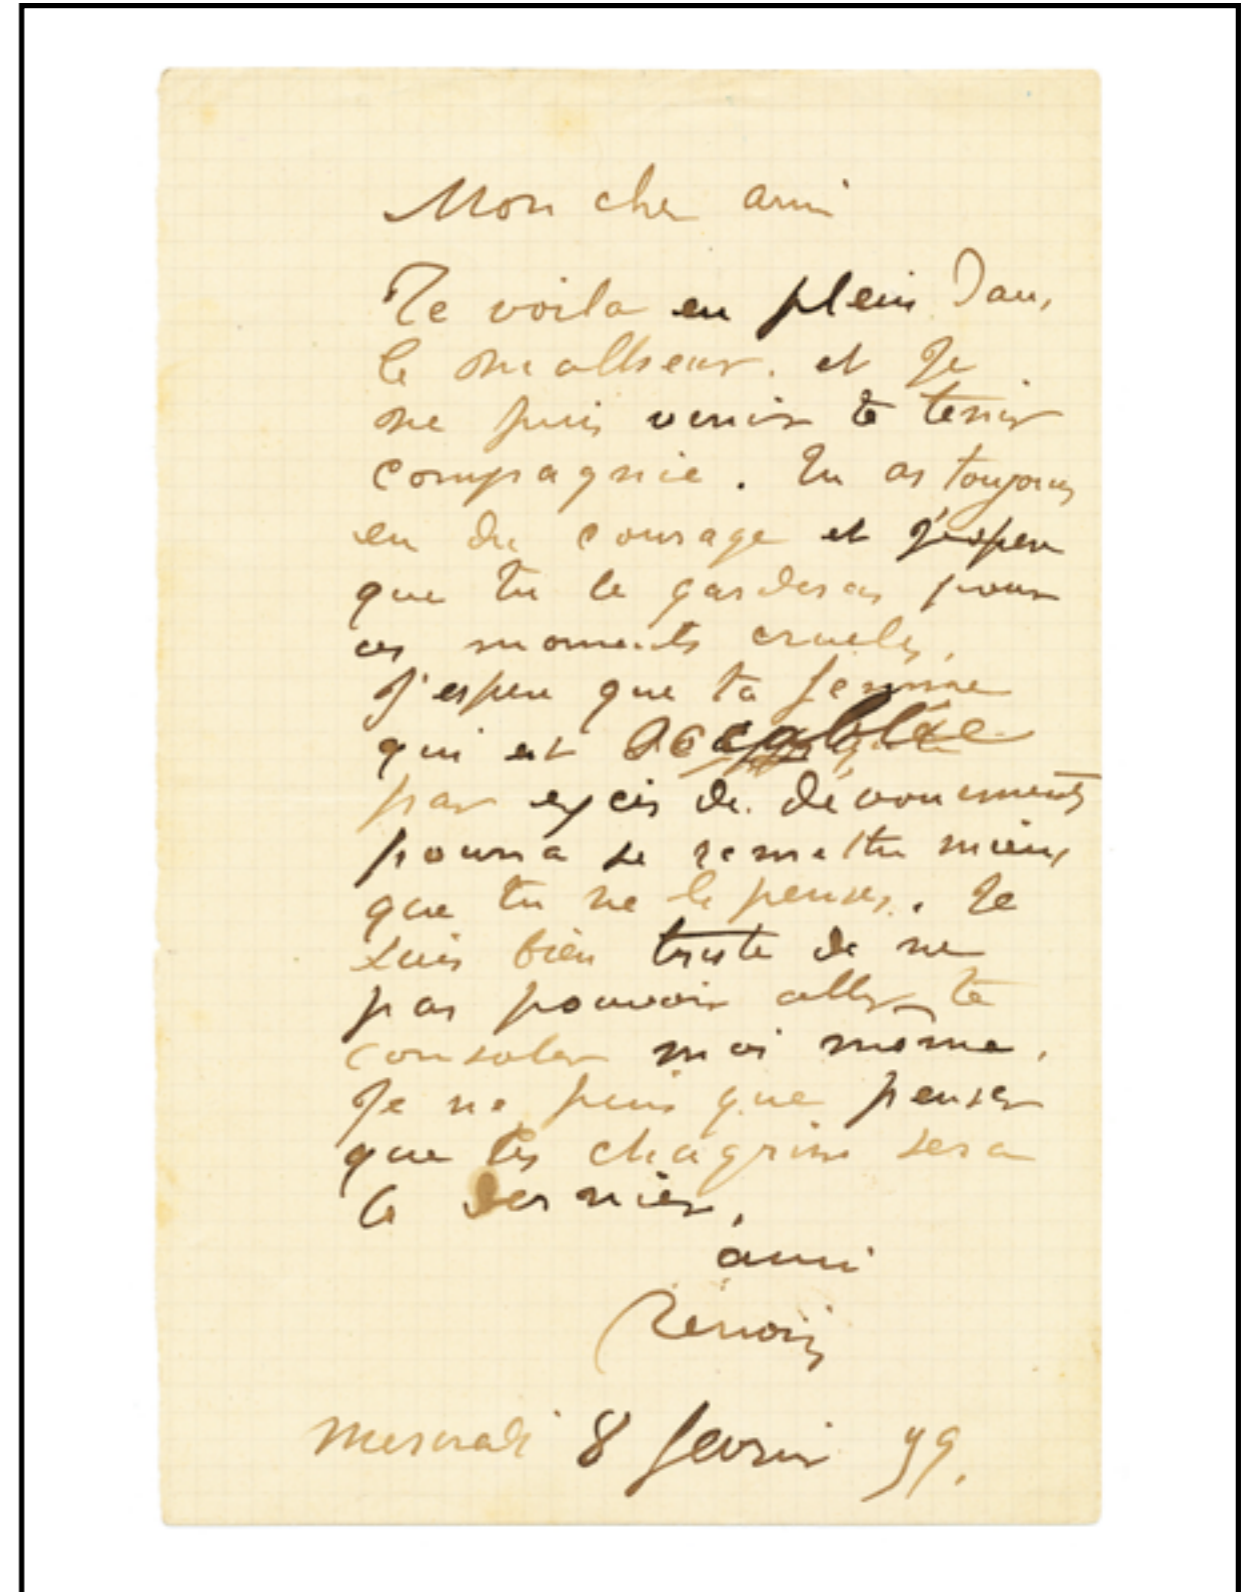 Mon cher ami
Te voila en plein Dans
le malheur. et je
ne puis venir te tenir
compagnie. Tu as toujours
eu du courage et j'espere
que tu le garderas pour
ces moments cruels.
J'espere que ta femme
qui est accablée
par excès de dévouements
pourra se remettre mieux
que tu ne le penses. Je
suis bien triste de ne
pas pouvoir aller te
consoler moi même.
Je ne puis que penser
que chagrins sera
le dernier.
ami
Renoir
Mercredi 8 fevrier 99.